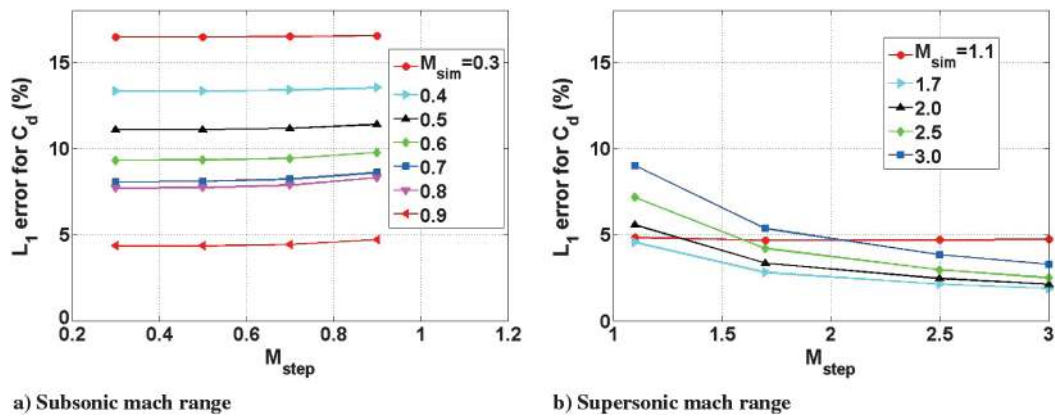 L1 error for Cd (%)
15
10
5
0
0.2 0.4 0.6 0.8 1 1.2
Mstep
Msim=0.3
0.4
0.5
0.6
0.7
0.8
0.9
a) Subsonic mach range
L1 error for Cd (%)
15
10
5
0
1 1.5 2 2.5 3
Mstep
Msim=1.1
1.7
2.0
2.5
3.0
b) Supersonic mach range